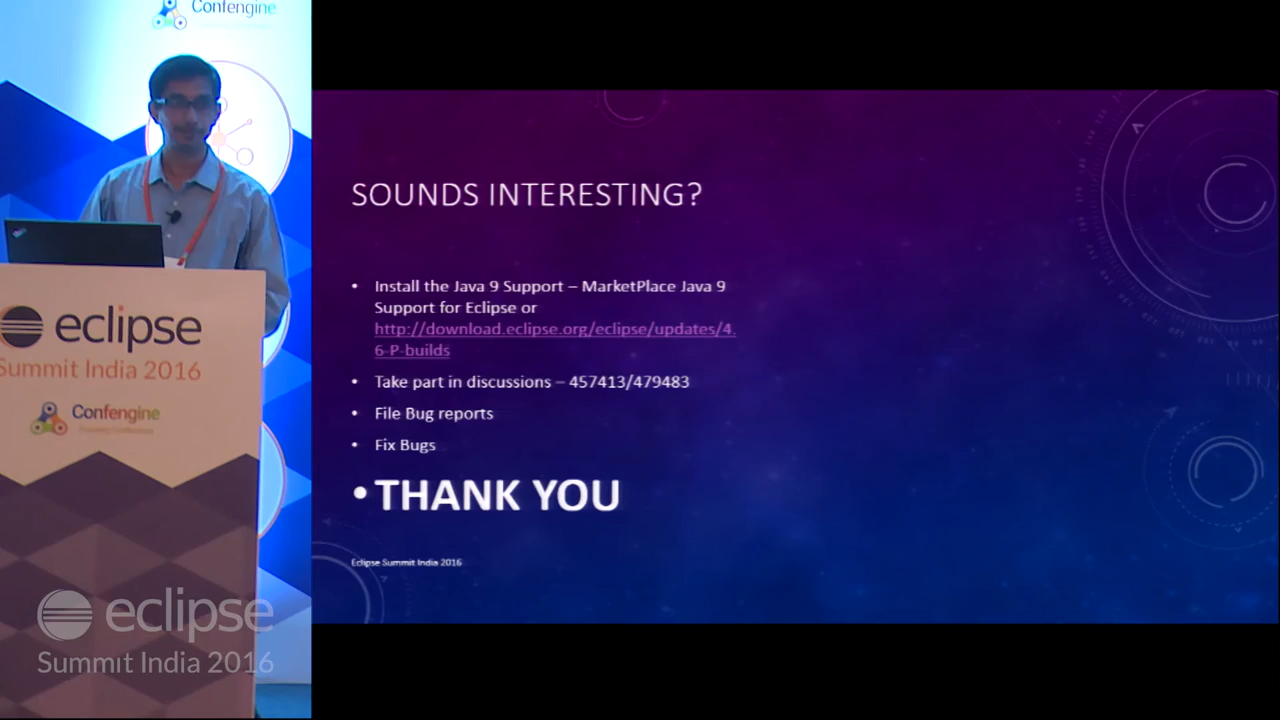 Confengine
eclipse
Summit India 2016
Confengine
eclipse
Summit India 2016
SOUNDS INTERESTING?
• Install the Java 9 Support – MarketPlace Java 9
Support for Eclipse or
http://download.eclipse.org/eclipse/updates/4.
6-P-builds
• Take part in discussions – 457413/479483
• File Bug reports
• Fix Bugs
• THANK YOU
Eclipse Summit India 2016